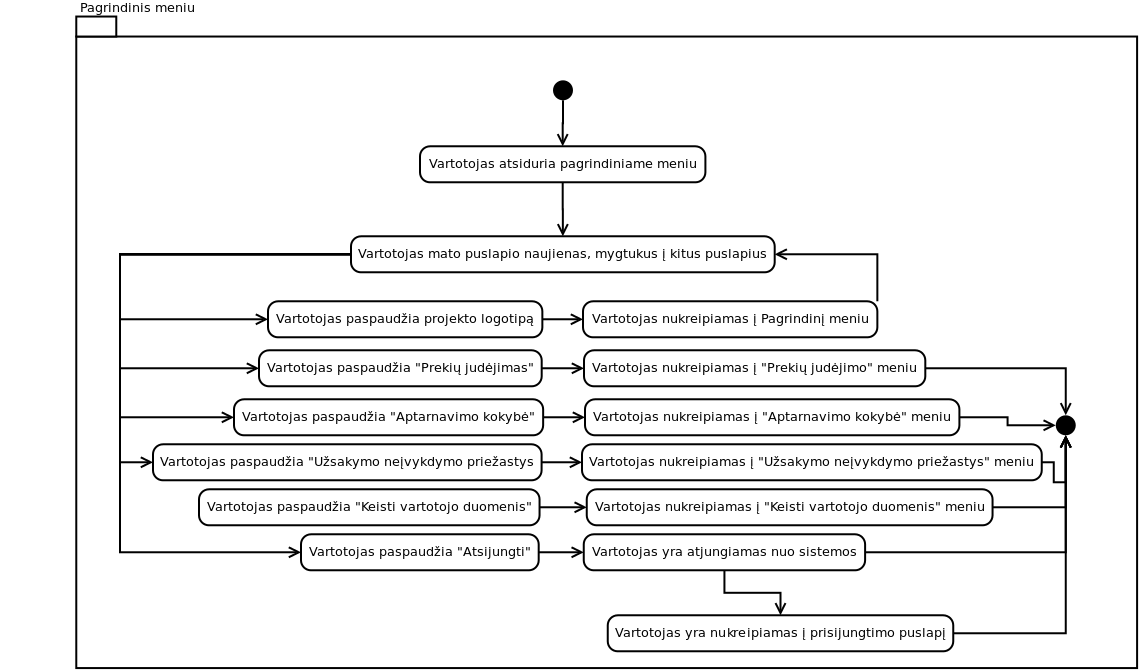 Pagrindinis meniu
Vartotojas atsiduria pagrindiniame meniu
Vartotojas mato puslapio naujienas, mygtukus į kitus puslapius
Vartotojas paspaudžia projekto logotipą
Vartotojas nukreipiamas į Pagrindinį meniu
Vartotojas paspaudžia "Prekių judėjimas"
Vartotojas nukreipiamas į "Prekių judėjimo" meniu
Vartotojas paspaudžia "Aptarnavimo kokybė"
Vartotojas nukreipiamas į "Aptarnavimo kokybė" meniu
Vartotojas paspaudžia "Užsakymo neįvykdymo priežastys
Vartotojas nukreipiamas į "Užsakymo neįvykdymo priežastys" meniu
Vartotojas paspaudžia "Keisti vartotojo duomenis"
Vartotojas nukreipiamas į "Keisti vartotojo duomenis" meniu
Vartotojas paspaudžia "Atsijungti"
Vartotojas yra atjungiamas nuo sistemos
Vartotojas yra nukreipiamas į prisijungtimo puslapį